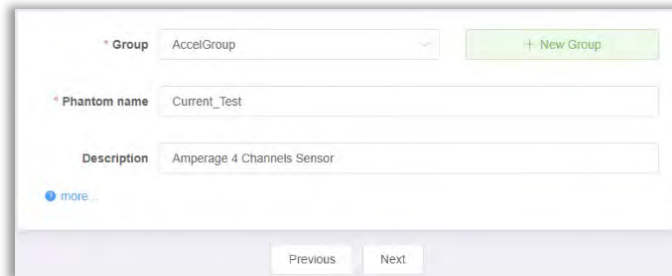 * Group AccelGroup + New Group
* Phantom name Current_Test
Description Amperage 4 Channels Sensor
? more...
Previous Next